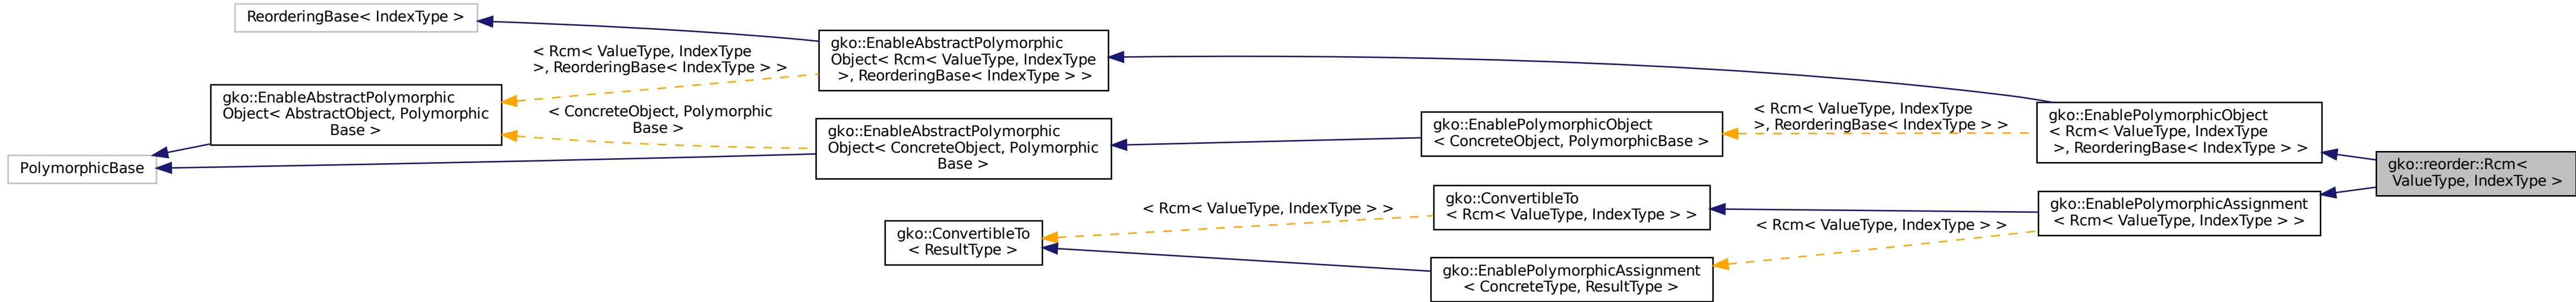 ReorderingBase< IndexType >
gko::EnableAbstractPolymorphic
Object< Rcm< ValueType, IndexType
>, ReorderingBase< IndexType > >
< Rcm< ValueType, IndexType
>, ReorderingBase< IndexType > >
gko::EnableAbstractPolymorphic
Object< AbstractObject, Polymorphic
Base >
< ConcreteObject, Polymorphic
Base >
gko::EnableAbstractPolymorphic
Object< ConcreteObject, Polymorphic
Base >
PolymorphicBase
gko::EnablePolymorphicObject
< ConcreteObject, PolymorphicBase >
< Rcm< ValueType, IndexType
>, ReorderingBase< IndexType > >
gko::EnablePolymorphicObject
< Rcm< ValueType, IndexType
>, ReorderingBase< IndexType > >
gko::reorder::Rcm<
ValueType, IndexType >
gko::ConvertibleTo
< ResultType >
< Rcm< ValueType, IndexType > >
gko::ConvertibleTo
< Rcm< ValueType, IndexType > >
< Rcm< ValueType, IndexType > >
gko::EnablePolymorphicAssignment
< Rcm< ValueType, IndexType > >
gko::EnablePolymorphicAssignment
< ConcreteType, ResultType >